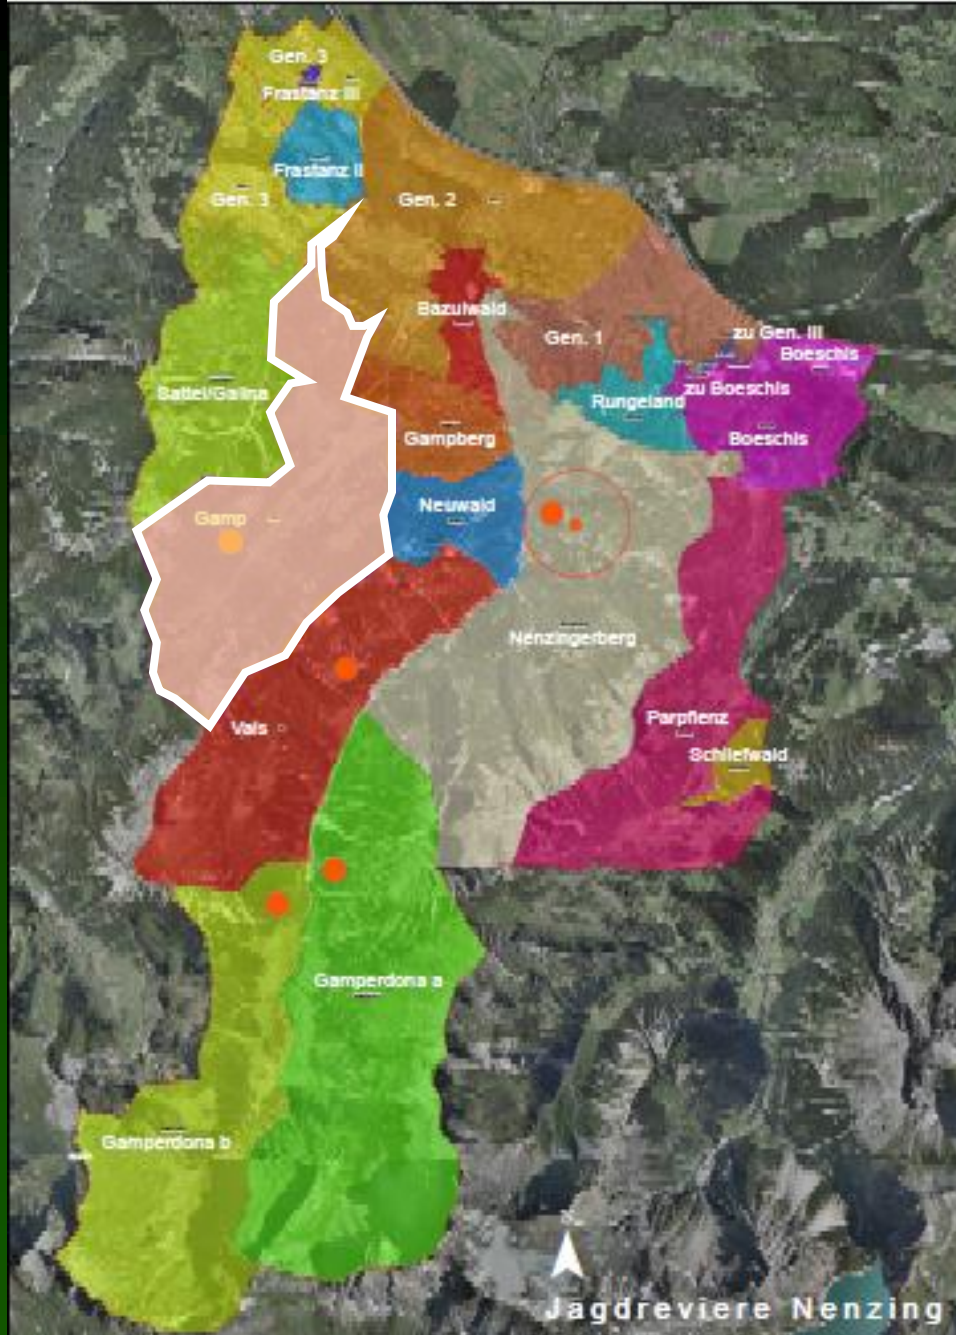 Gen. 3
Frastanz III
Frastanz II
Gen. 3
Gen. 2
Bazulwald
Gen. 1
zu Gen. III
Boeschis
Sattel/Galina
zu Boeschis
Rungeland
Gampberg
Boeschis
Neuwald
Gamp
Nenzingerberg
Parpfienz
Vals
Schliefwald
Gamperdona a
Gamperdona b
Jagdreviere Nenzing